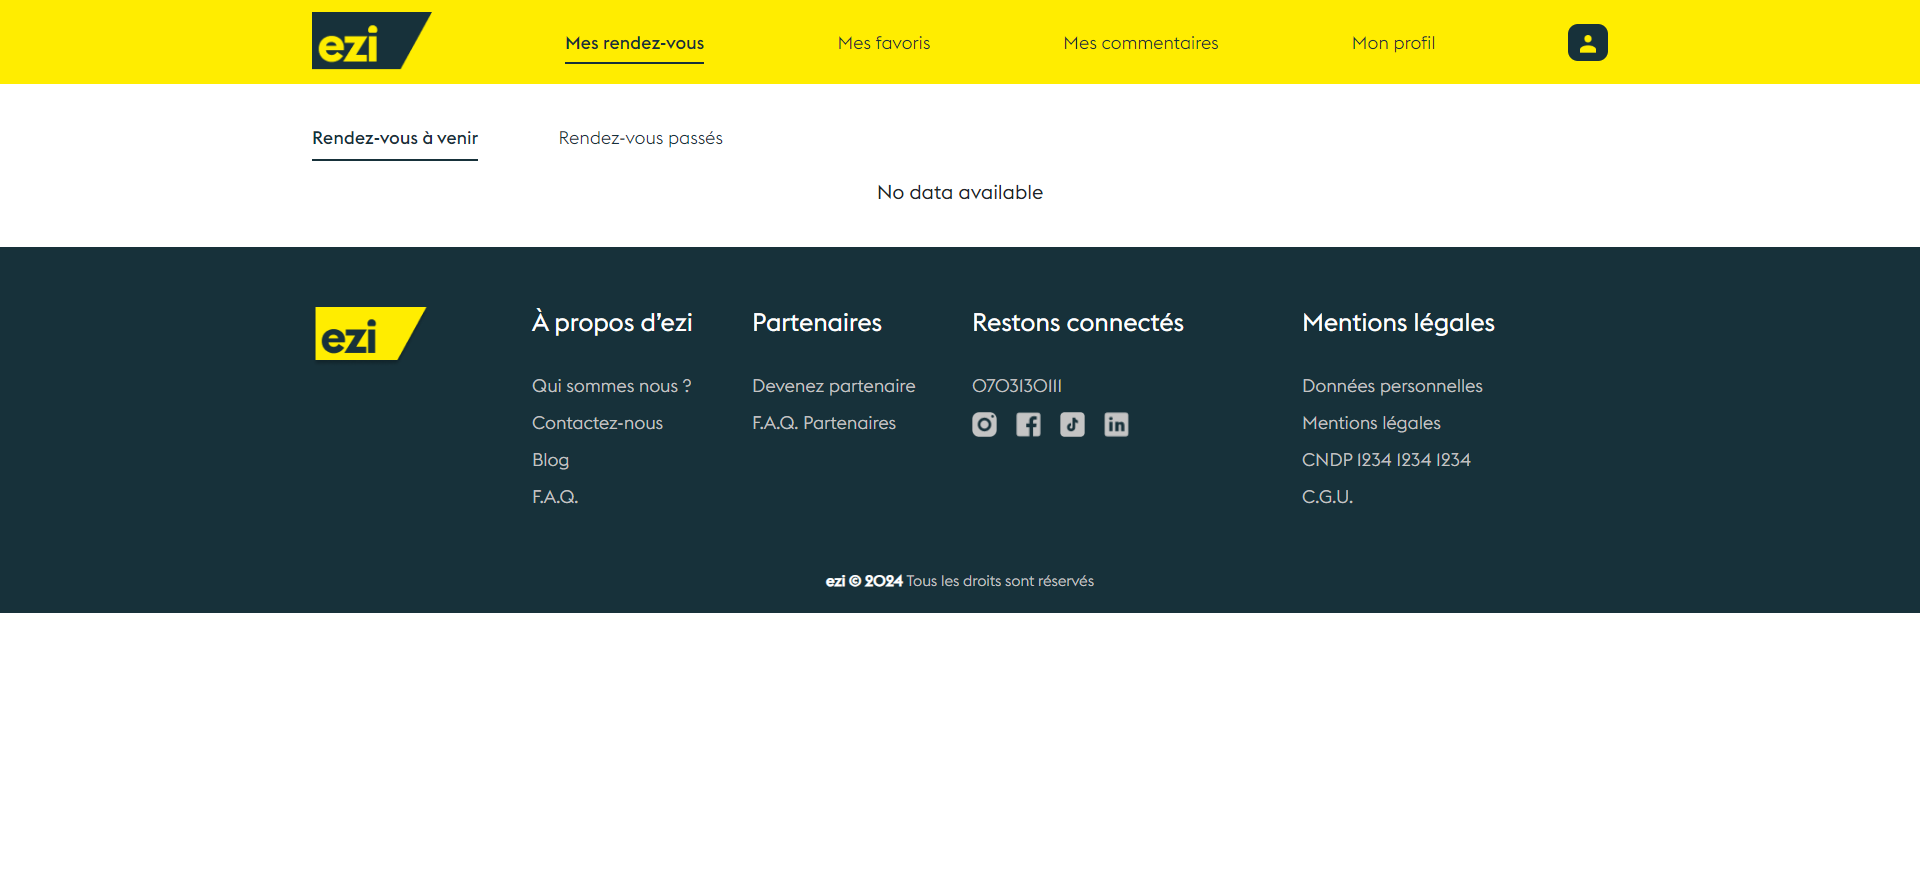 ezi
Mes rendez-vous
Mes favoris
Mes commentaires
Mon profil
Rendez-vous à venir
Rendez-vous passés
No data available
ezi
À propos d’ezi
Qui sommes nous ?
Contactez-nous
Blog
F.A.Q.
Partenaires
Devenez partenaire
F.A.Q. Partenaires
Restons connectés
0703130111
Mentions légales
Données personnelles
Mentions légales
CNDP 1234 1234 1234
C.G.U.
ezi © 2024 Tous les droits sont réservés